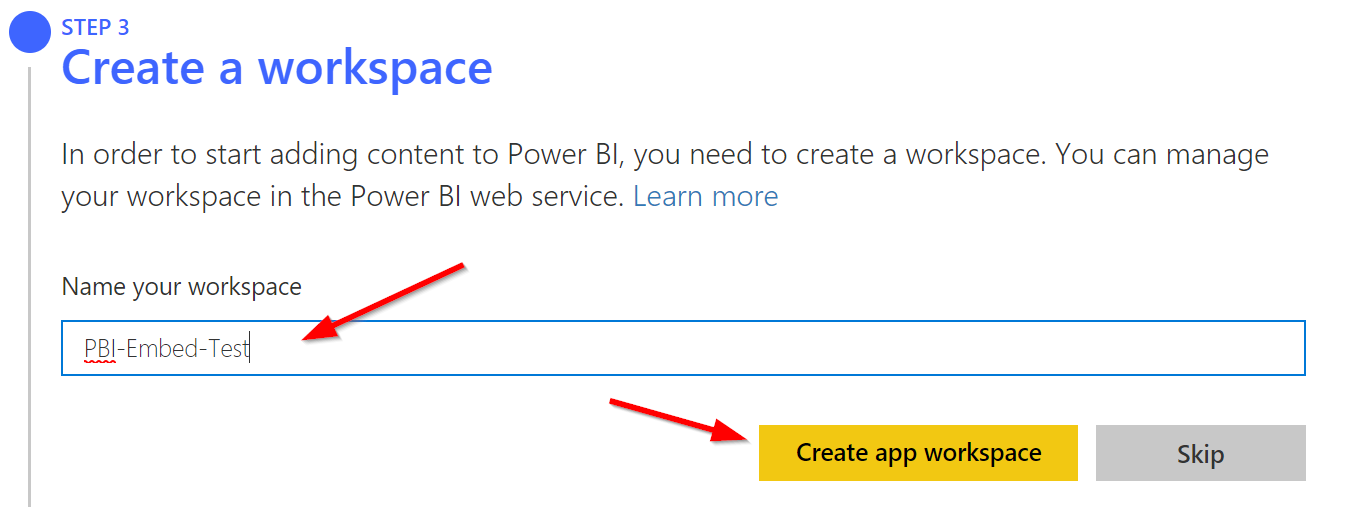 STEP 3
Create a workspace
In order to start adding content to Power BI, you need to create a workspace. You can manage
your workspace in the Power BI web service. Learn more
Name your workspace
PBI-Embed-Test
Create app workspace
Skip